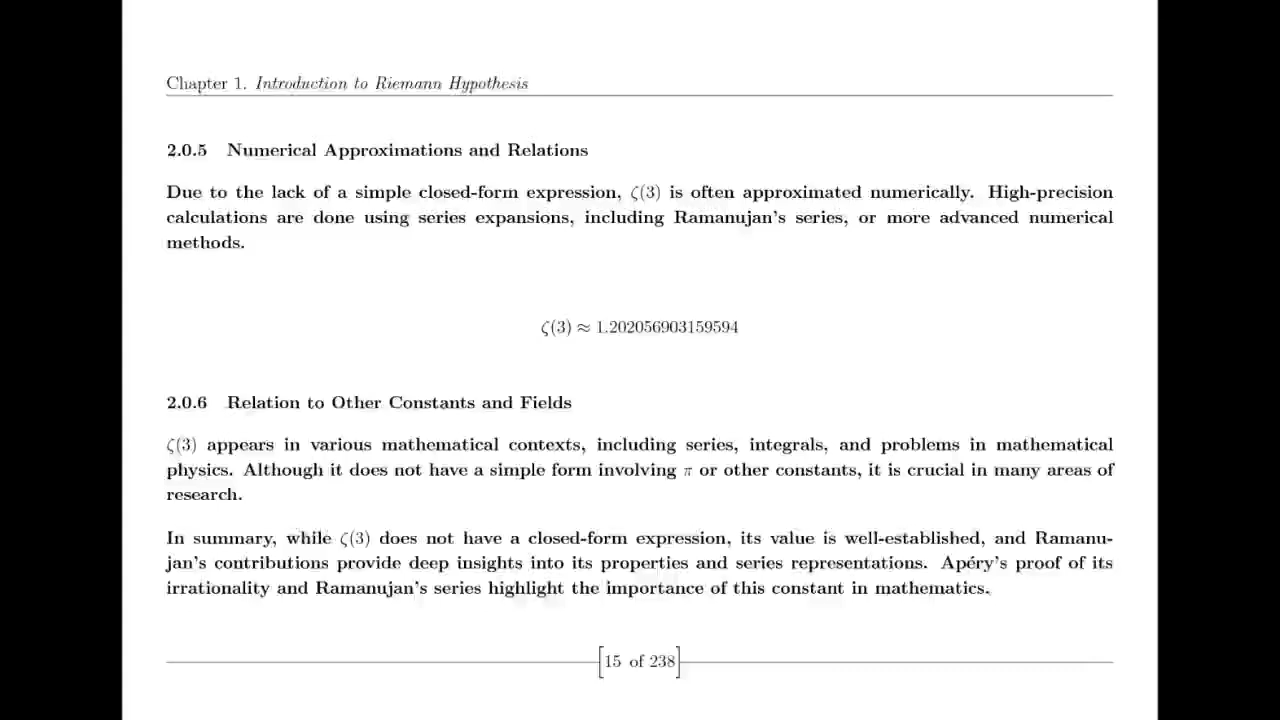 Chapter 1. Introduction to Riemann Hypothesis
2.0.5 Numerical Approximations and Relations
Due to the lack of a simple closed-form expression, ζ(3) is often approximated numerically. High-precision
calculations are done using series expansions, including Ramanujan's series, or more advanced numerical
methods.
ζ(3) ≈ 1.202056903159594
2.0.6 Relation to Other Constants and Fields
ζ(3) appears in various mathematical contexts, including series, integrals, and problems in mathematical
physics. Although it does not have a simple form involving π or other constants, it is crucial in many areas of
research.
In summary, while ζ(3) does not have a closed-form expression, its value is well-established, and Ramanu-
jan's contributions provide deep insights into its properties and series representations. Apéry's proof of its
irrationality and Ramanujan's series highlight the importance of this constant in mathematics.
[15 of 238]